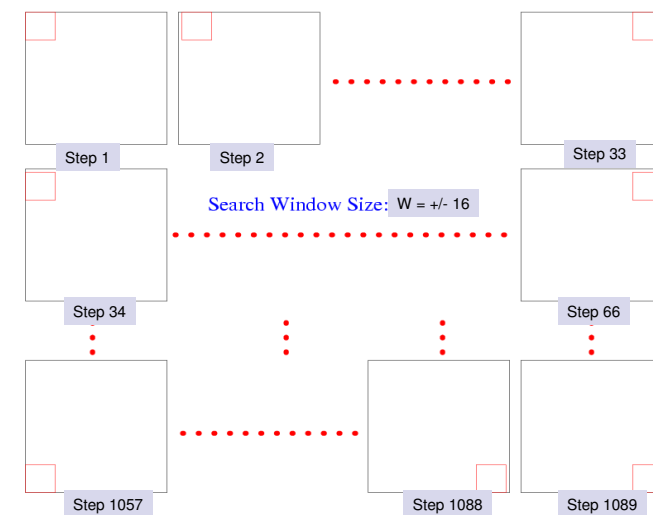 Step 1
Step 2
Step 33
Search Window Size: W = +/- 16
Step 34
Step 66
Step 1057
Step 1088
Step 1089